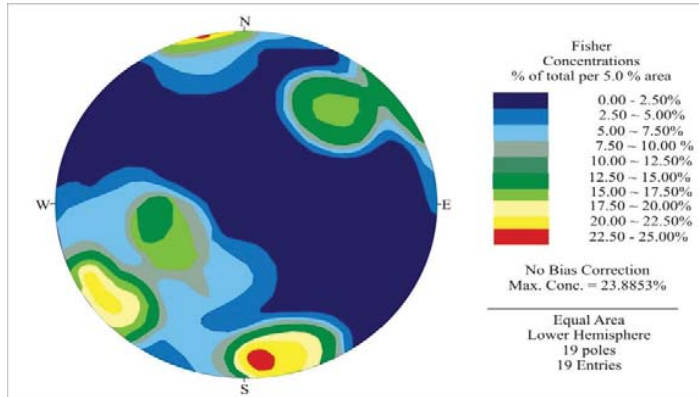 N
W
E
S
Fisher
Concentrations
% of total per 5.0 % area
0.00 - 2.50%
2.50 ~ 5.00%
5.00 ~ 7.50%
7.50 ~ 10.00 %
10.00 ~ 12.50%
12.50 ~ 15.00%
15.00 ~ 17.50%
17.50 ~ 20.00%
20.00 ~ 22.50%
22.50 - 25.00%
No Bias Correction
Max. Conc. = 23.8853%
Equal Area
Lower Hemisphere
19 poles
19 Entries